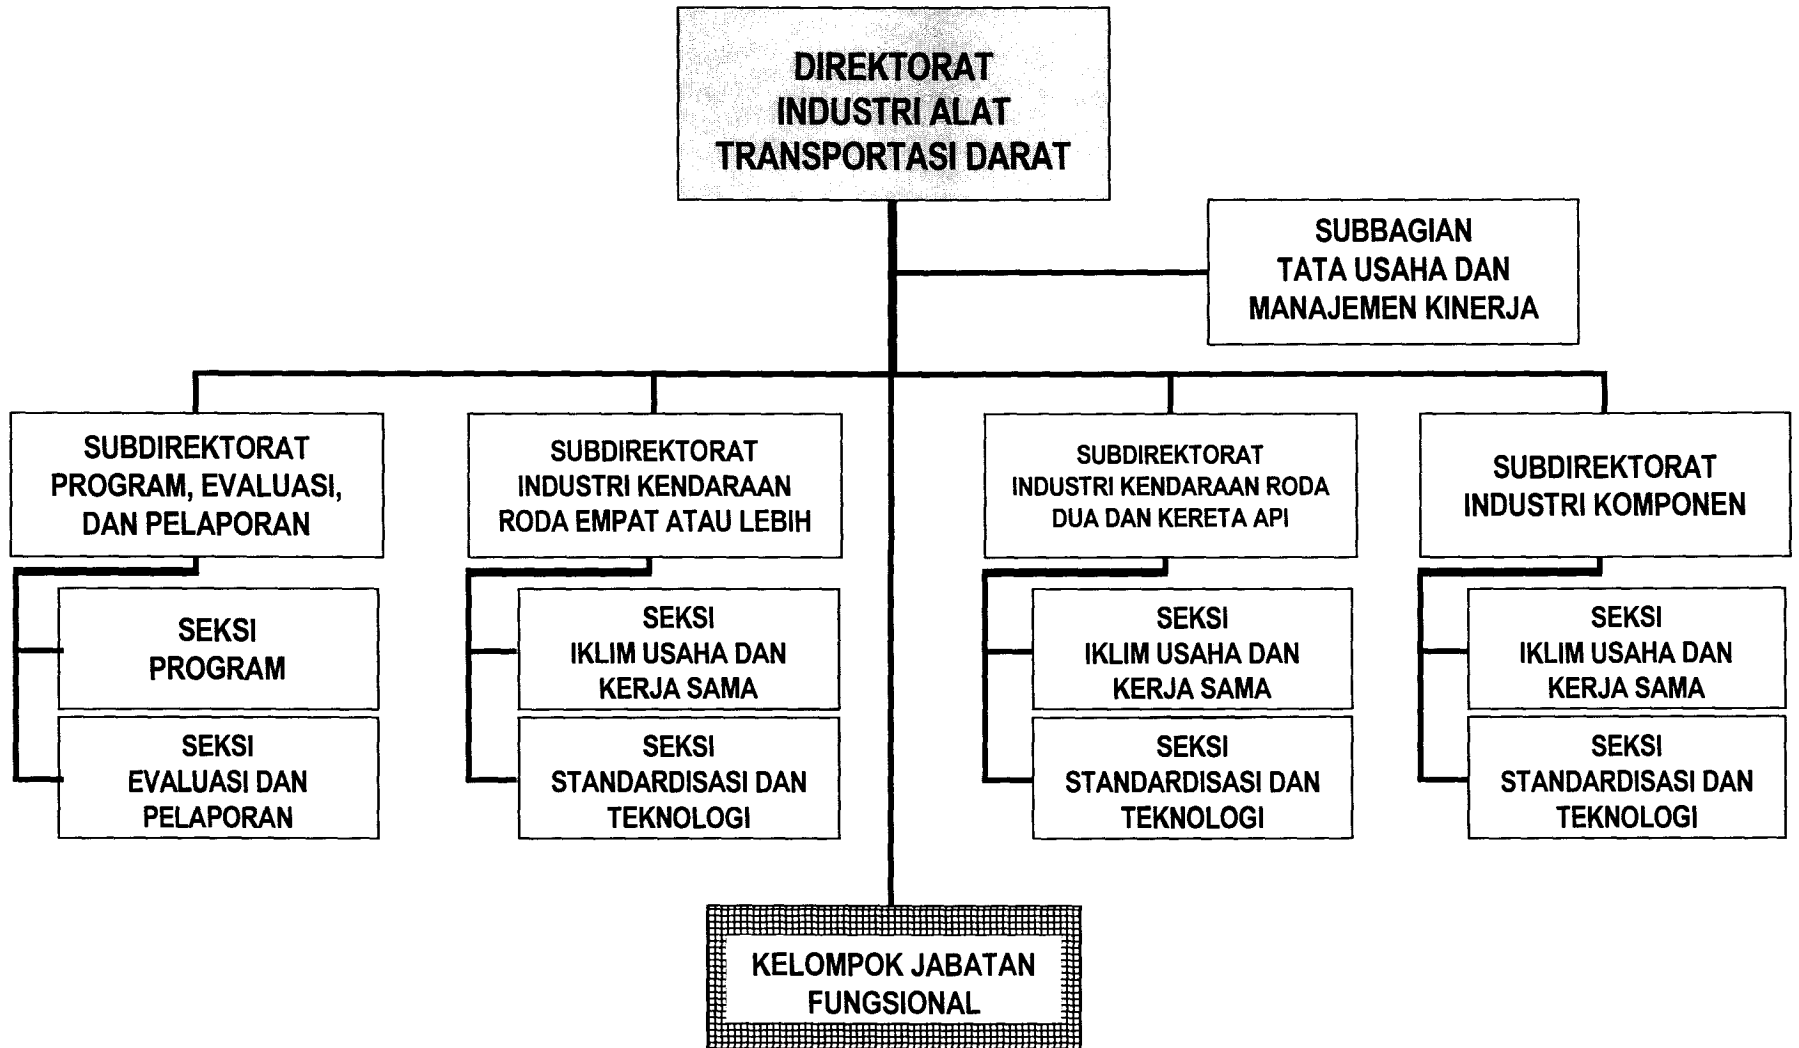 DIREKTORAT
INDUSTRI ALAT
TRANSPORTASI DARAT
SUBBAGIAN
TATA USAHA DAN
MANAJEMEN KINERJA
SUBDIREKTORAT
PROGRAM, EVALUASI,
DAN PELAPORAN
SUBDIREKTORAT
INDUSTRI KENDARAAN
RODA EMPAT ATAU LEBIH
SUBDIREKTORAT
INDUSTRI KENDARAAN RODA
DUA DAN KERETA API
SUBDIREKTORAT
INDUSTRI KOMPONEN
SEKSI
PROGRAM
SEKSI
IKLIM USAHA DAN
KERJA SAMA
SEKSI
IKLIM USAHA DAN
KERJA SAMA
SEKSI
IKLIM USAHA DAN
KERJA SAMA
SEKSI
EVALUASI DAN
PELAPORAN
SEKSI
STANDARDISASI DAN
TEKNOLOGI
SEKSI
STANDARDISASI DAN
TEKNOLOGI
SEKSI
STANDARDISASI DAN
TEKNOLOGI
KELOMPOK JABATAN
FUNGSIONAL